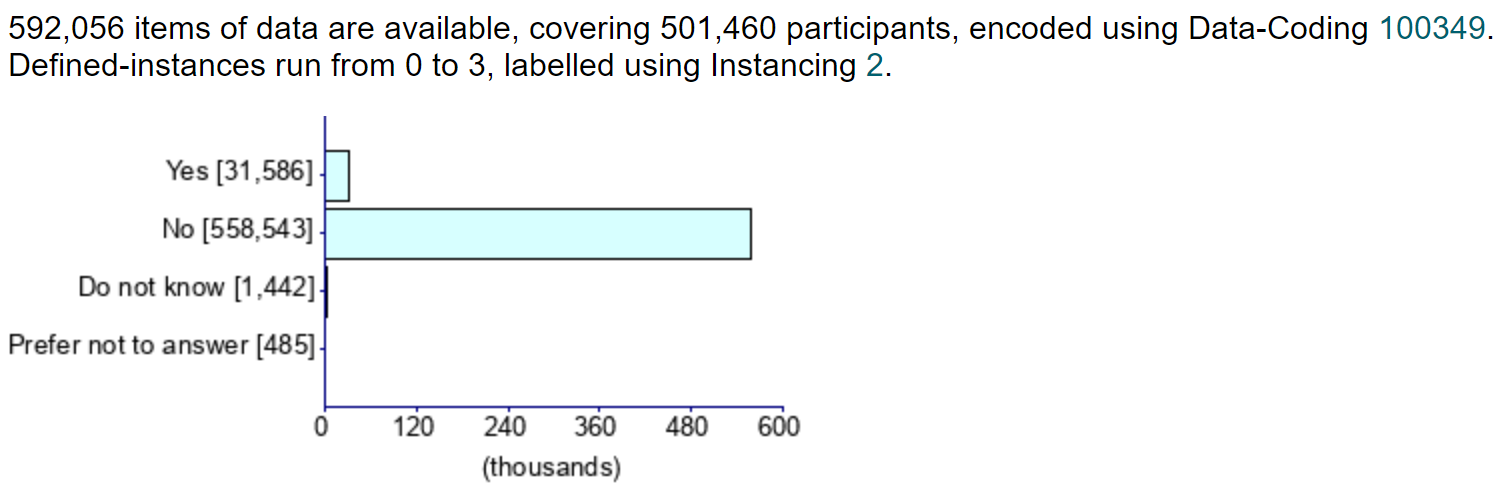 592,056 items of data are available, covering 501,460 participants, encoded using Data-Coding 100349.
Defined-instances run from 0 to 3, labelled using Instancing 2.
Yes [31,586]
No [558,543]
Do not know [1,442]
Prefer not to answer [485]
0 120 240 360 480 600
(thousands)